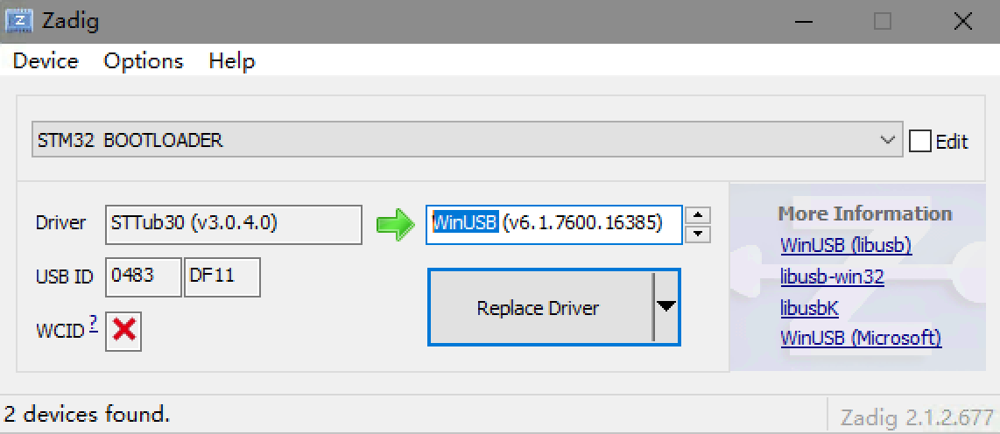 Zadig
Device Options Help
STM32 BOOTLOADER
Edit
Driver STTub30 (v3.0.4.0) WinUSB (v6.1.7600.16385)
USB ID 0483 DF11
WCID ?
Replace Driver
More Information
WinUSB (libusb)
libusb-win32
libusbK
WinUSB (Microsoft)
2 devices found.
Zadig 2.1.2.677